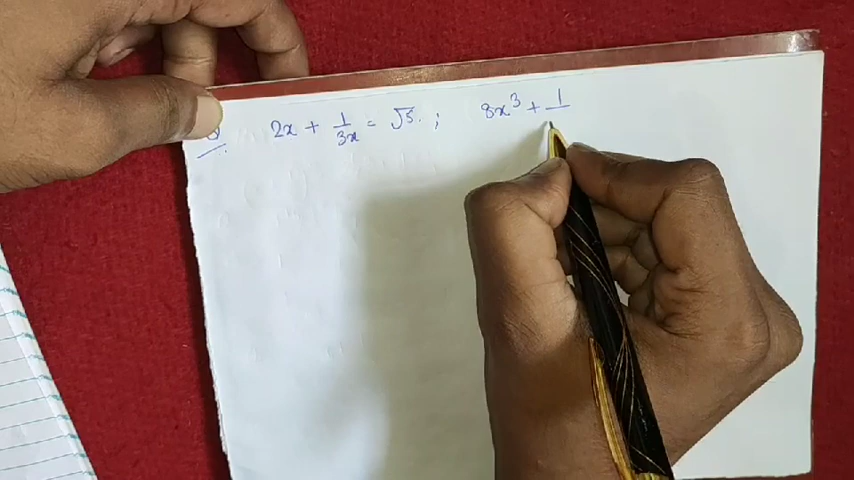 Q 2x + 1/3x = √5 ; 8x³ + 1/